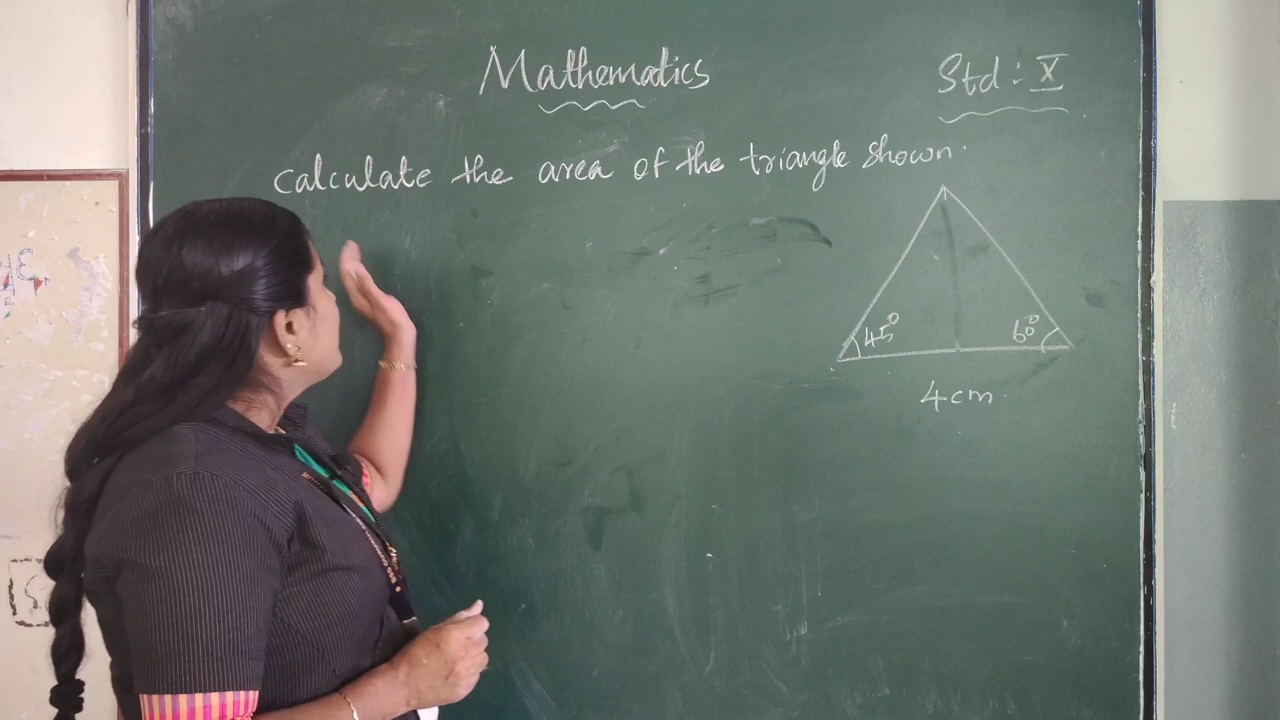 Mathematics
Std : X
Calculate the area of the triangle shown.
45°
60°
4cm.